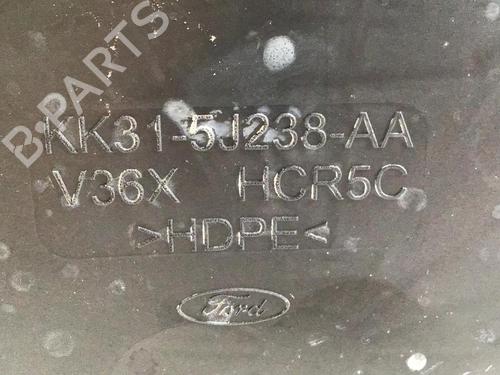 B-PARTS
KK31-5J238-AA
V36X HCR5C
>HDPE<
Ford